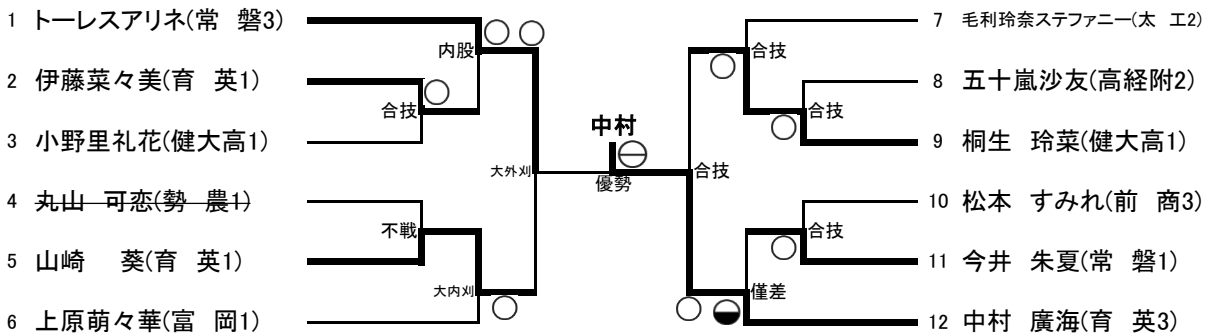 1 トーレスアリネ(常 磐3)
2 伊藤菜々美(育 英1)
3 小野里礼花(健大高1)
4 丸山 可恋(勢 農1)
5 山崎 葵(育 英1)
6 上原萌々華(富 岡1)
内股
合技
不戦
大内刈
大外刈
中村
優勢
合技
合技
合技
合技
僅差
7 毛利玲奈ステファニー(太 工2)
8 五十嵐沙友(高経附2)
9 桐生 玲菜(健大高1)
10 松本 すみれ(前 商3)
11 今井 朱夏(常 磐1)
12 中村 廣海(育 英3)